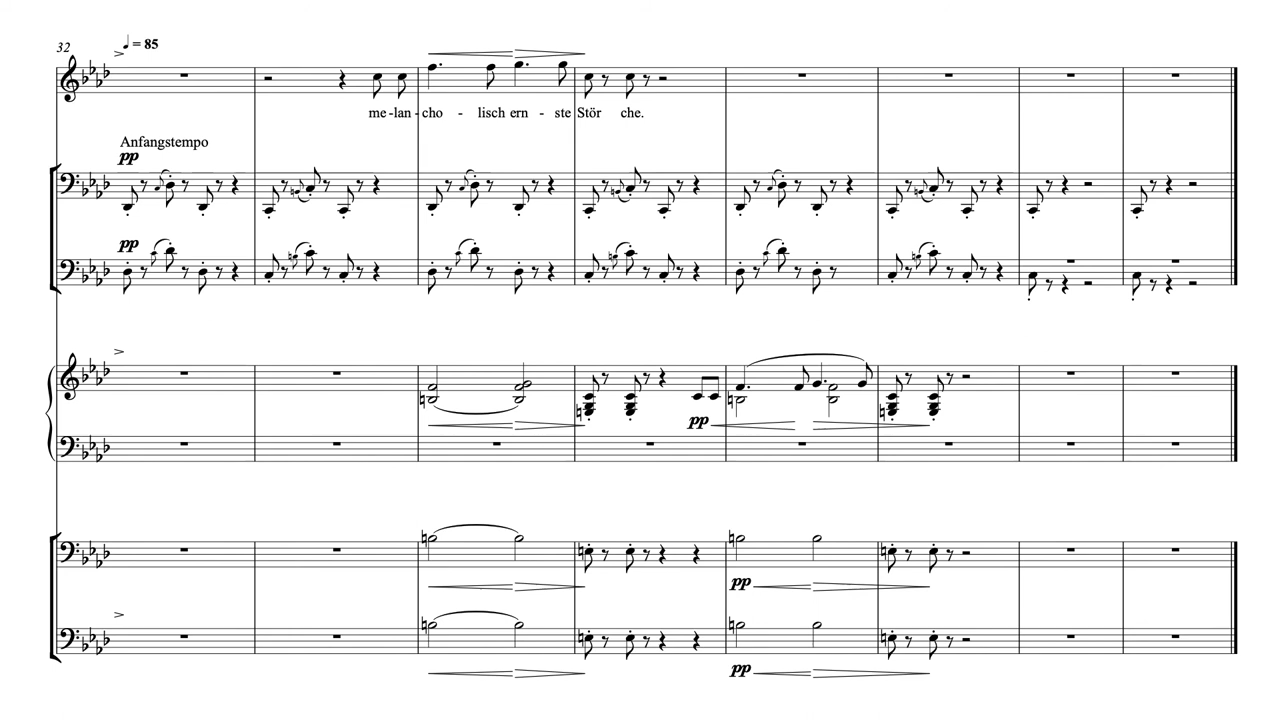 32
♩ = 85
me - lan - cho - lisch ern - ste Stör che.
Anfangstempo
pp
pp
pp
pp
pp